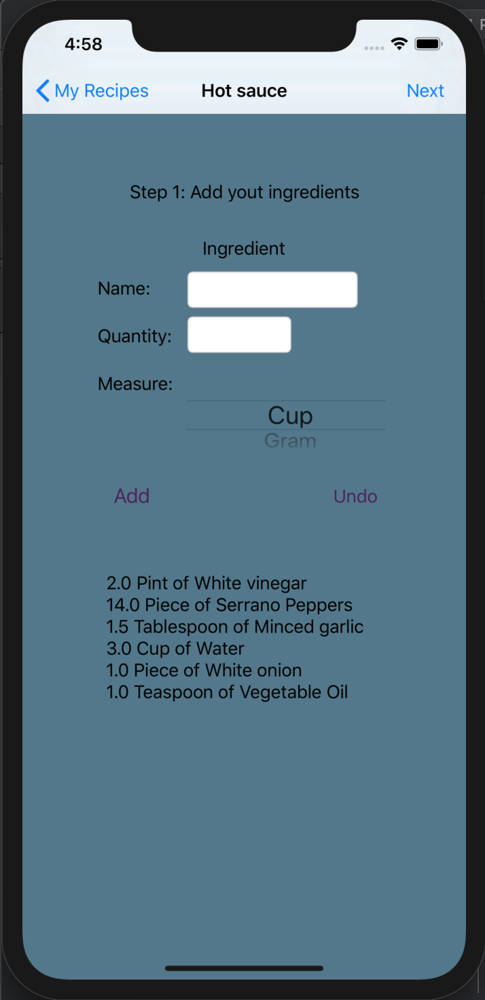 4:58
My Recipes Hot sauce Next
Step 1: Add yout ingredients
Ingredient
Name:
Quantity:
Measure:
Cup
Gram
Add Undo
2.0 Pint of White vinegar
14.0 Piece of Serrano Peppers
1.5 Tablespoon of Minced garlic
3.0 Cup of Water
1.0 Piece of White onion
1.0 Teaspoon of Vegetable Oil